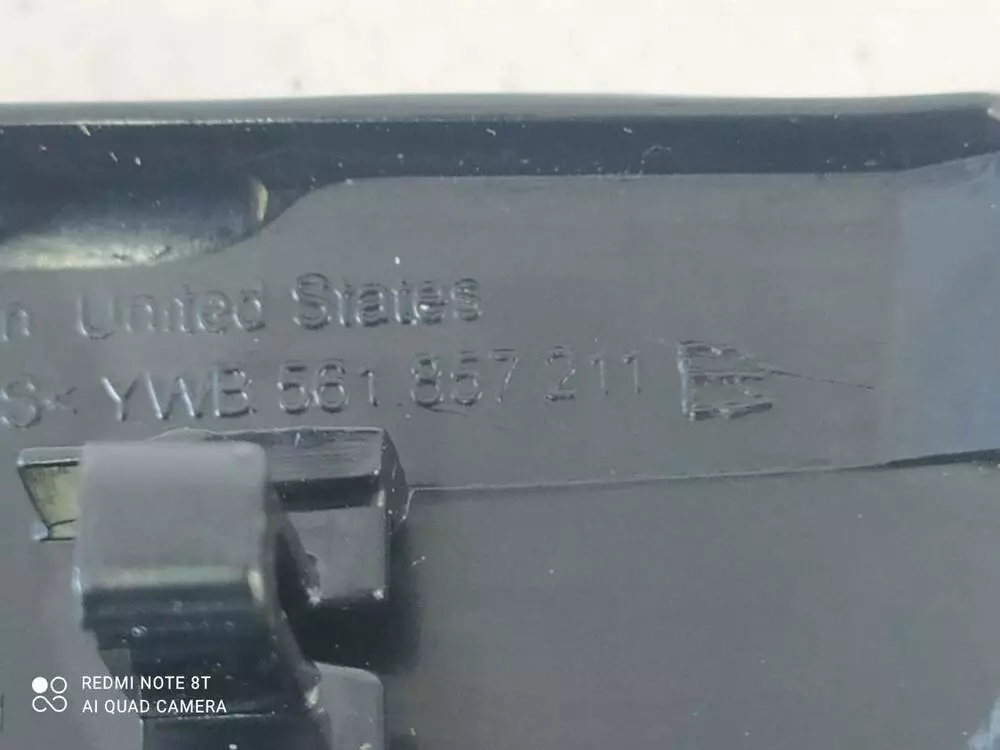 n United States
S< YWB 561 857 211
REDMI NOTE 8T
AI QUAD CAMERA